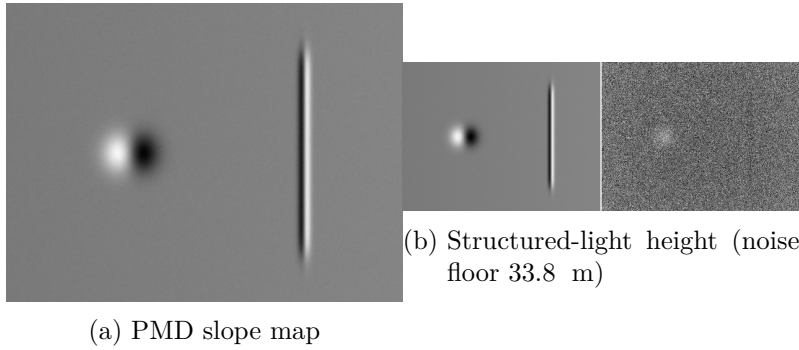 (a) PMD slope map
(b) Structured-light height (noise
floor 33.8 m)